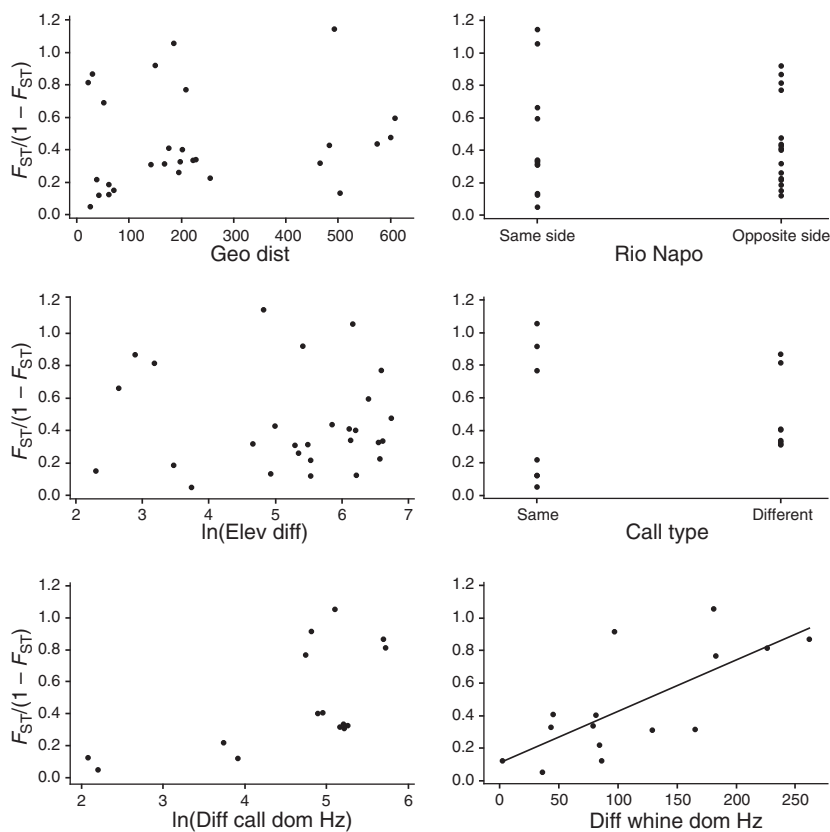 1.2
1.0
0.8
0.6
0.4
0.2
0.0
F_ST/(1 − F_ST)
0 100 200 300 400 500 600
Geo dist
1.2
1.0
0.8
0.6
0.4
0.2
0.0
Same side Opposite side
Rio Napo
1.2
1.0
0.8
0.6
0.4
0.2
0.0
F_ST/(1 − F_ST)
2 3 4 5 6 7
ln(Elev diff)
1.2
1.0
0.8
0.6
0.4
0.2
0.0
Same Different
Call type
1.2
1.0
0.8
0.6
0.4
0.2
0.0
F_ST/(1 − F_ST)
2 3 4 5 6
ln(Diff call dom Hz)
1.2
1.0
0.8
0.6
0.4
0.2
0.0
0 50 100 150 200 250
Diff whine dom Hz